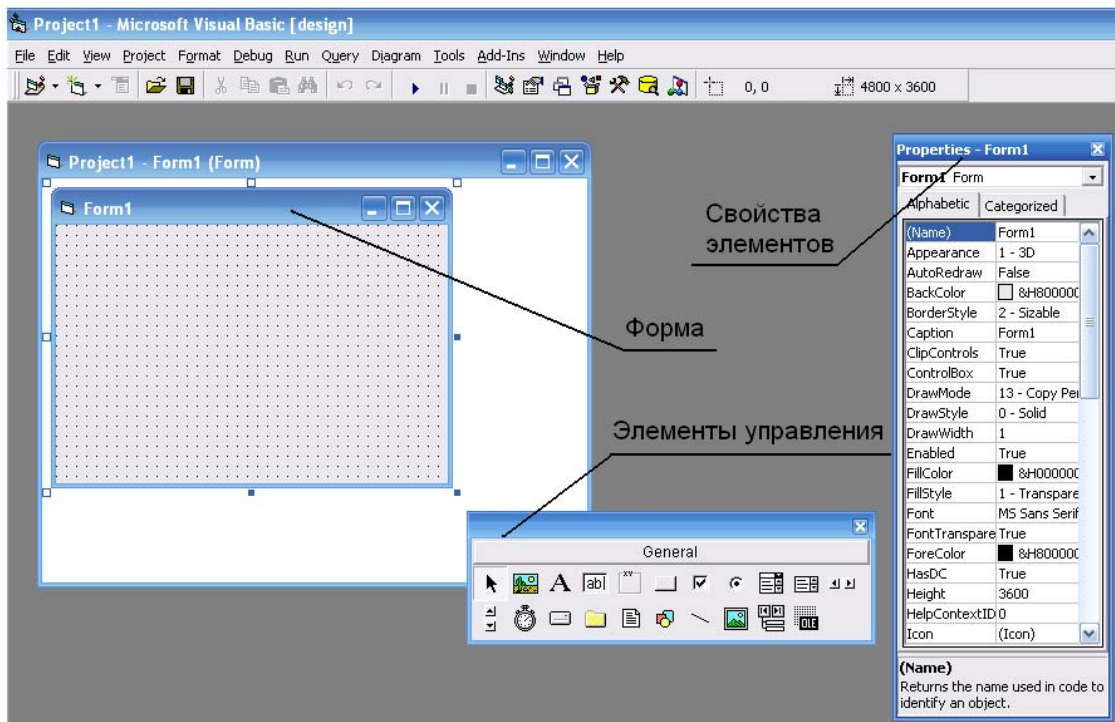 Project1 - Microsoft Visual Basic [design]
File Edit View Project Format Debug Run Query Diagram Tools Add-Ins Window Help
0, 0
4800 x 3600
Project1 - Form1 (Form)
Form1
Свойства
элементов
Форма
Элементы управления
General
A
abl
XY
OLE
Properties - Form1
Form1 Form
Alphabetic Categorized
(Name) Form1
Appearance 1 - 3D
AutoRedraw False
BackColor &H800000
BorderStyle 2 - Sizable
Caption Form1
ClipControls True
ControlBox True
DrawMode 13 - Copy Pe
DrawStyle 0 - Solid
DrawWidth 1
Enabled True
FillColor &H000000
FillStyle 1 - Transpare
Font MS Sans Serif
FontTranspare True
ForeColor &H800000
HasDC True
Height 3600
HelpContextID 0
Icon (Icon)
(Name)
Returns the name used in code to
identify an object.